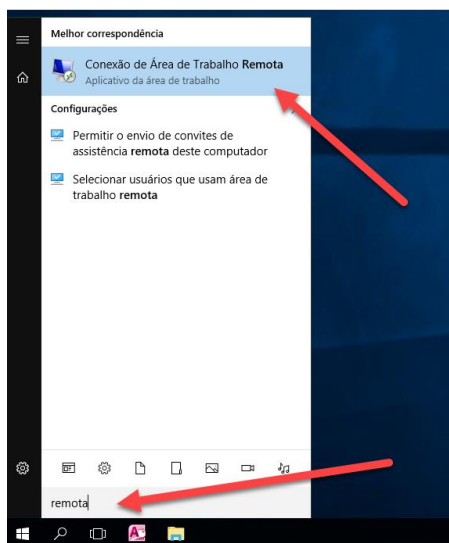 Melhor correspondência
Conexão de Área de Trabalho Remota
Aplicativo da área de trabalho
Configurações
Permitir o envio de convites de
assistência remota deste computador
Selecionar usuários que usam área de
trabalho remota
remota